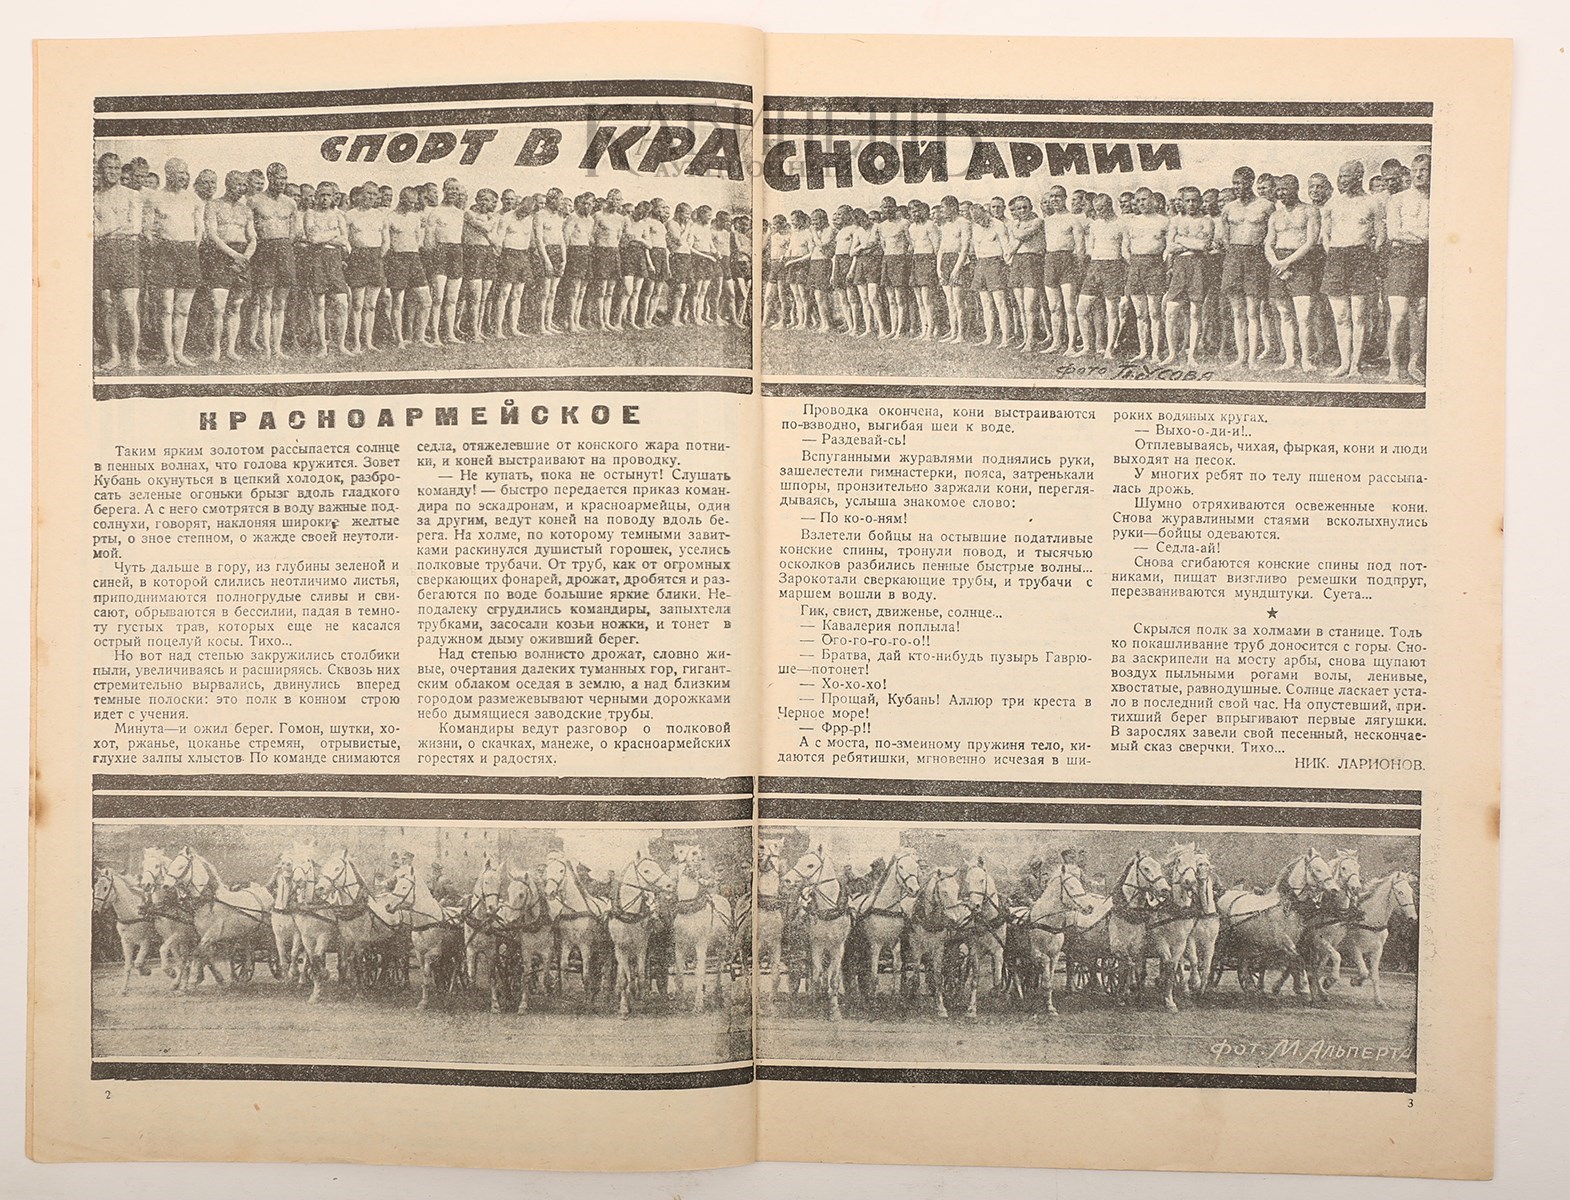 СПОРТ В КРАСНОЙ АРМИИ
КРАСНОАРМЕЙСКОЕ
Таким ярким золотом рассыпается солнце
в пенных волнах, что голова кружится. Зовет
Кубань окунуться в цепкий холодок, разбро-
сать зеленые огоньки брызг вдоль гладкого
берега. А с него смотрятся в воду важные под-
солнухи, говорят, наклоняя широкие желтые
рты, о зное степном, о жажде своей неутоли-
мой.
Чуть дальше в гору, из глубины зеленой и
синей, в которой слились неотличимо листья,
приподнимаются полногрудые сливы и сви-
сают, обрываются в бессилии, падая в темно-
ту густых трав, которых еще не касался
острый поцелуй косы. Тихо...
Но вот над степью закружились столбики
пыли, увеличиваясь и расширяясь. Сквозь них
стремительно вырвались, двинулись вперед
темные полоски: это полк в конном строю
идет с учения.
Минута—и ожил берег. Гомон, шутки, хо-
хот, ржанье, цоканье стремян, отрывистые,
глухие залпы хлыстов. По команде снимаются
седла, отяжелевшие от конского жара потни-
ки, и коней выстраивают на проводку.
— Не купать, пока не остынут! Слушать
команду! — быстро передается приказ коман-
дира по эскадронам, и красноармейцы, один
за другим, ведут коней на поводу вдоль бе-
рега. На холме, по которому темными завит-
ками раскинулся душистый горошек, уселись
полковые трубачи. От труб, как от огромных
сверкающих фонарей, дрожат, дробятся и раз-
бегаются по воде большие яркие блики. Не-
подалеку сгрудились командиры, запыхтели
трубками, засосали козьи ножки, и тонет в
радужном дыму оживший берег.
Над степью волнисто дрожат, словно жи-
вые, очертания далеких туманных гор, гигант-
ским облаком оседая в землю, а над близким
городом размежевывают черными дорожками
небо дымящиеся заводские трубы.
Командиры ведут разговор о полковой
жизни, о скачках, манеже, о красноармейских
горестях и радостях.
Проводка окончена, кони выстраиваются
по-взводно, выгибая шеи к воде.
— Раздевай-сь!
Вспуганными журавлями поднялись руки,
зашелестели гимнастерки, пояса, затренькали
шпоры, пронзительно заржали кони, перегля-
дываясь, услыша знакомое слово:
— По ко-о-ням!
Взлетели бойцы на остывшие податливые
конские спины, тронули повод, и тысячью
осколков разбились пенные быстрые волны...
Зарокотали сверкающие трубы, и трубачи с
маршем вошли в воду.
Гик, свист, движенье, солнце...
— Кавалерия поплыла!
— Ого-го-го-го-о!!
— Братва, дай кто-нибудь пузырь Гаврю-
ше—потонет!
— Хо-хо-хо!
— Прощай, Кубань! Аллюр три креста в
Черное море!
— Фрр-р!!
А с моста, по-змеиному пружиня тело, ки-
даются ребятишки, мгновенно исчезая в ши-
роких водяных кругах.
— Выхо-о-ди-и!..
Отплевываясь, чихая, фыркая, кони и люди
выходят на песок.
У многих ребят по телу пшеном рассыпа-
лась дрожь.
Шумно отряхиваются освеженные кони.
Снова журавлиными стаями всколыхнулись
руки—бойцы одеваются.
— Седла-ай!
Снова сгибаются конские спины под пот-
никами, пищат визгливо ремешки подпруг,
перезваниваются мундштуки. Суета...
★
Скрылся полк за холмами в станице. Толь
ко покашливание труб доносится с горы. Сно-
ва заскрипели на мосту арбы, снова щупают
воздух пыльными рогами волы, ленивые,
хвостатые, равнодушные. Солнце ласкает уста-
ло в последний свой час. На опустевший, при-
тихший берег впрыгивают первые лягушки.
В зарослях завели свой песенный, нескончае-
мый сказ сверчки. Тихо...
НИК. ЛАРИОНОВ.
фот. М. Альперта
2
3